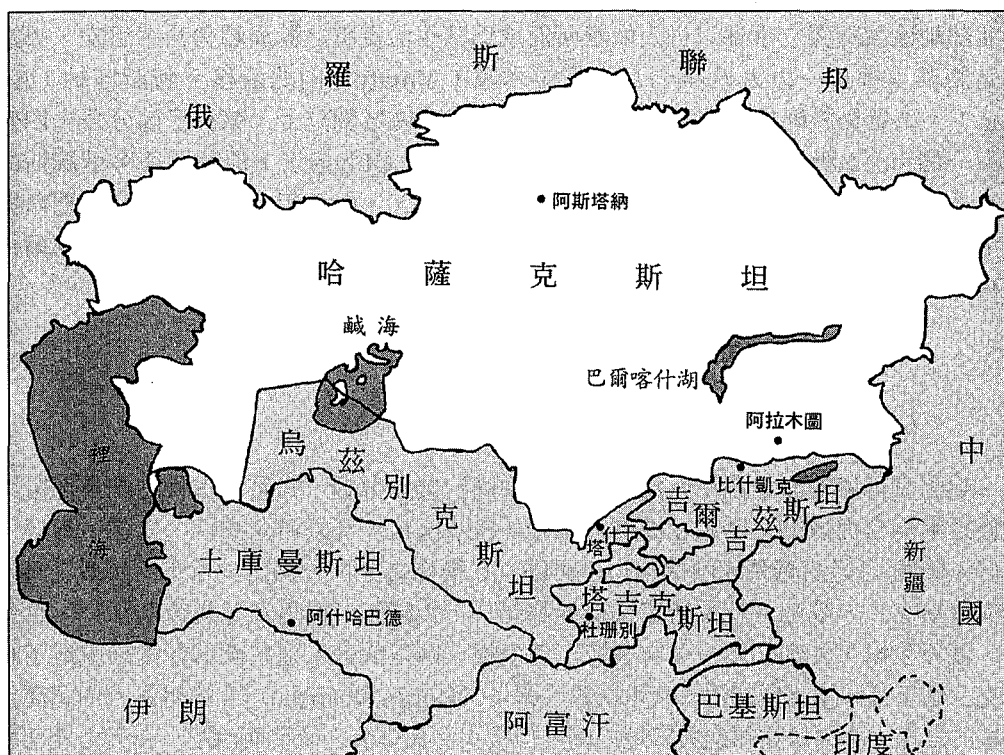 俄羅斯聯邦
阿斯塔納
哈薩克斯坦
鹹海
巴爾喀什湖
阿拉木圖
比什凱克
吉爾吉茲斯坦
烏茲別克斯坦
塔什干
裡海
土庫曼斯坦
阿什哈巴德
塔吉克斯坦
杜珊別
中國
（新疆）
伊朗
阿富汗
巴基斯坦
印度